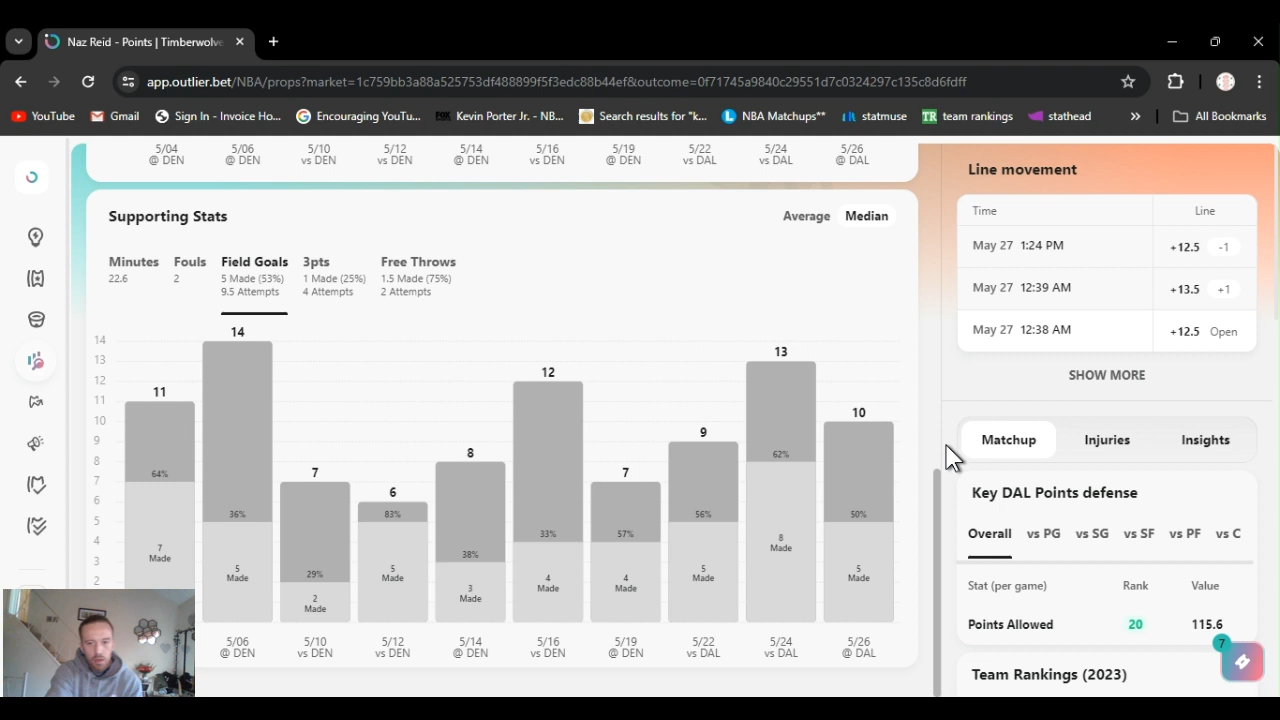 Naz Reid - Points | Timberwolve
app.outlier.bet/NBA/props?market=1c759bb3a88a525753df488899f5f3edc88b44ef&outcome=0f71745a9840c29551d7c0324297c135c8d6fdff
YouTube Gmail Sign In - Invoice Ho... Encouraging YouTu... Kevin Porter Jr. - NB... Search results for "k... NBA Matchups** statmuse team rankings stathead » All Bookmarks
5/04 5/06 5/10 5/12 5/14 5/16 5/19 5/22 5/24 5/26
@ DEN @ DEN vs DEN vs DEN @ DEN vs DEN @ DEN vs DAL vs DAL @ DAL
Supporting Stats
Average Median
Minutes Fouls Field Goals 3pts Free Throws
22.6 2 5 Made (53%) 1 Made (25%) 1.5 Made (75%)
9.5 Attempts 4 Attempts 2 Attempts
14
13
12
11
10
9
8
7
6
5
4
3
2
11
64%
7
Made
14
36%
5
Made
7
29%
2
Made
6
83%
5
Made
8
38%
3
Made
12
33%
4
Made
7
57%
4
Made
9
56%
5
Made
13
62%
8
Made
10
50%
5
Made
5/06 5/10 5/12 5/14 5/16 5/19 5/22 5/24 5/26
@ DEN vs DEN vs DEN @ DEN vs DEN @ DEN vs DAL vs DAL @ DAL
Line movement
Time Line
May 27 1:24 PM +12.5 -1
May 27 12:39 AM +13.5 +1
May 27 12:38 AM +12.5 Open
SHOW MORE
Matchup Injuries Insights
Key DAL Points defense
Overall vs PG vs SG vs SF vs PF vs C
Stat (per game) Rank Value
Points Allowed 20 115.6
7
Team Rankings (2023)